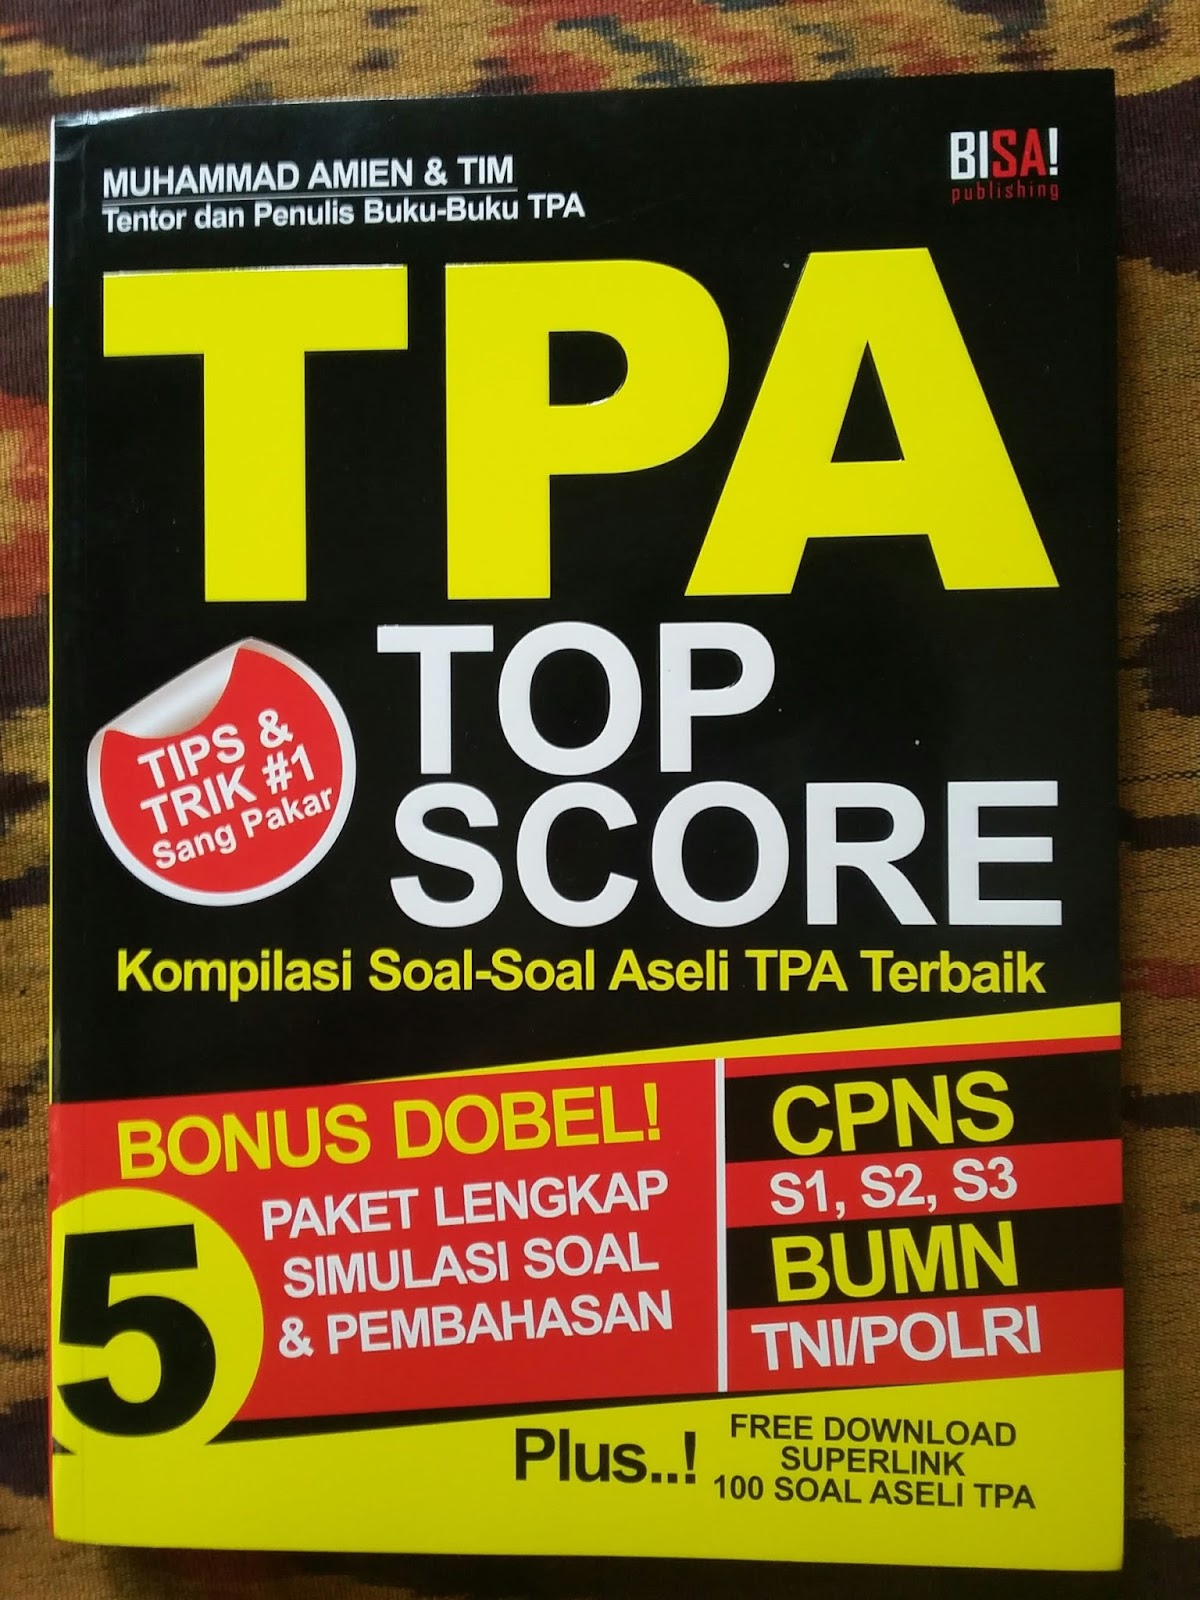 MUHAMMAD AMIEN & TIM
Tentor dan Penulis Buku-Buku TPA
BISA!
publishing
TPA
TOP
SCORE
TIPS &
TRIK #1
Sang Pakar
Kompilasi Soal-Soal Aseli TPA Terbaik
BONUS DOBEL!
5
PAKET LENGKAP
SIMULASI SOAL
& PEMBAHASAN
CPNS
S1, S2, S3
BUMN
TNI/POLRI
Plus..!
FREE DOWNLOAD
SUPERLINK
100 SOAL ASELI TPA